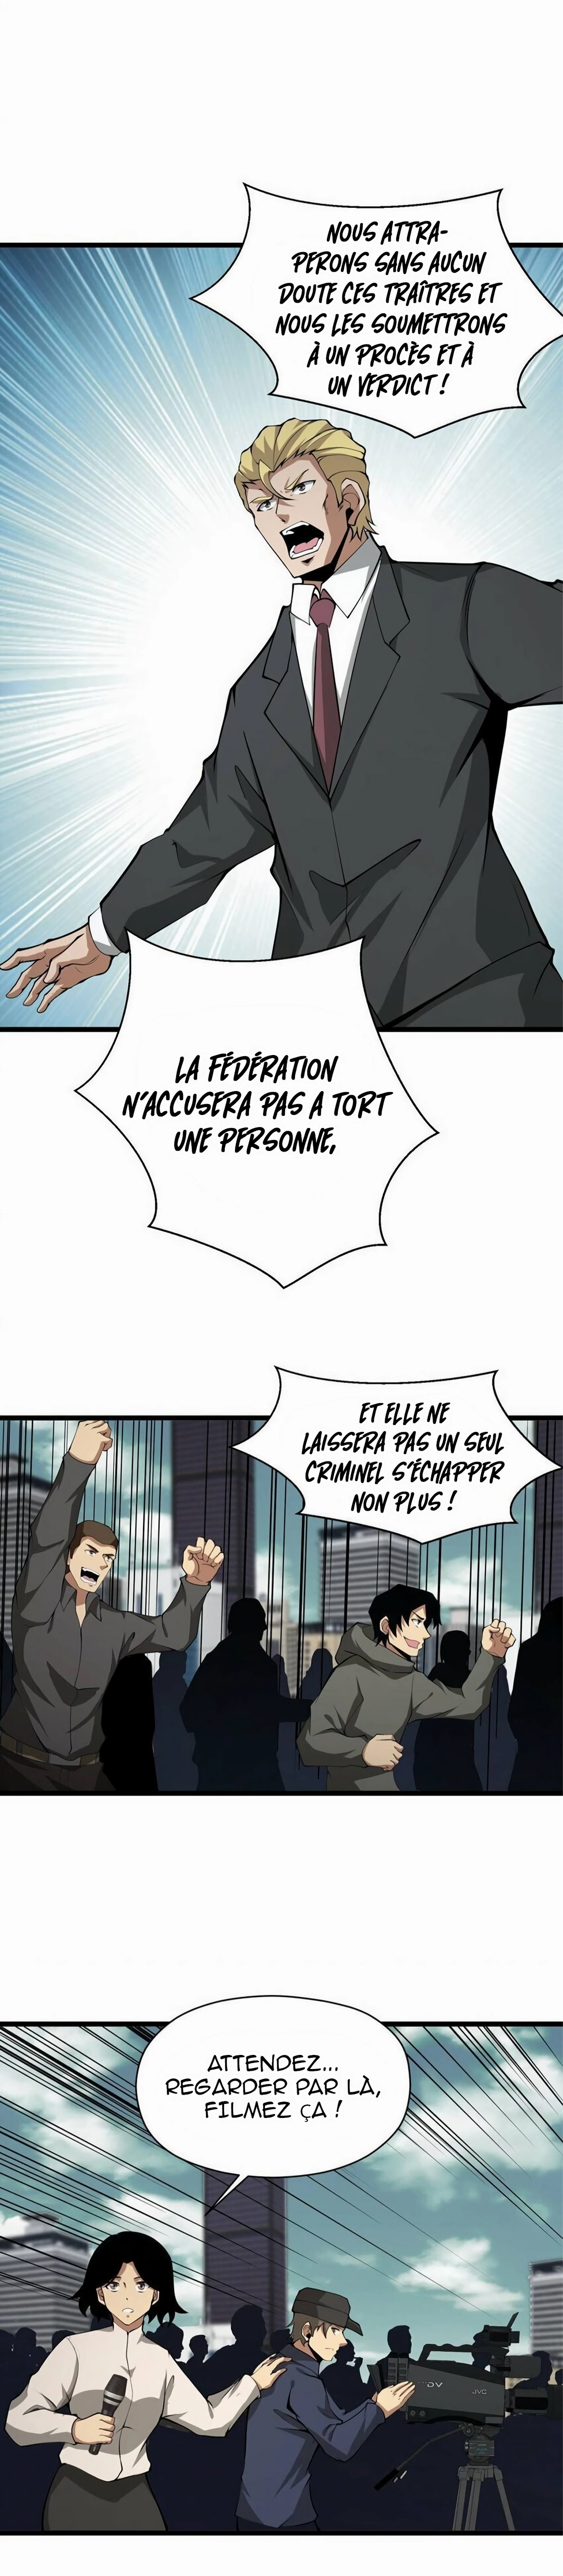 NOUS ATTRA-
PERONS SANS AUCUN
DOUTE CES TRAÎTRES ET
NOUS LES SOUMETTRONS
À UN PROCÈS ET À
UN VERDICT !
LA FÉDÉRATION
N'ACCUSERA PAS A TORT
UNE PERSONNE,
ET ELLE NE
LAISSERA PAS UN SEUL
CRIMINEL S'ÉCHAPPER
NON PLUS !
ATTENDEZ...
REGARDER PAR LÀ,
FILMEZ ÇA !
DV
JVC